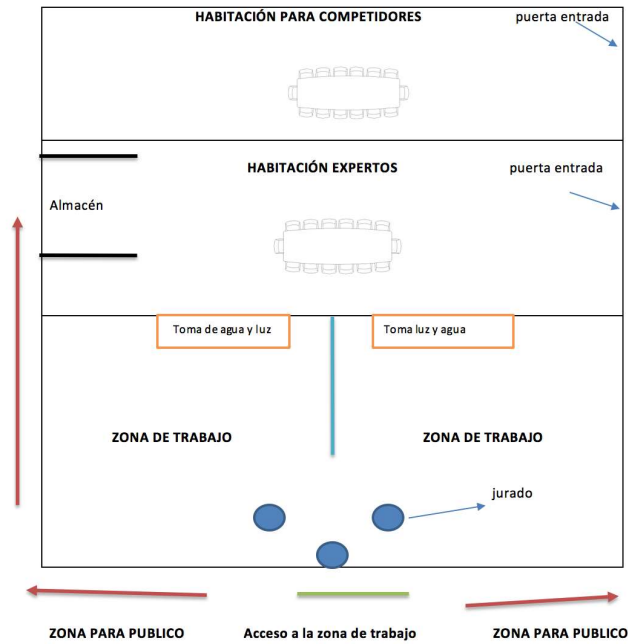 HABITACIÓN PARA COMPETIDORES
puerta entrada
HABITACIÓN EXPERTOS
puerta entrada
Almacén
Toma de agua y luz
Toma luz y agua
ZONA DE TRABAJO
ZONA DE TRABAJO
jurado
ZONA PARA PUBLICO
Acceso a la zona de trabajo
ZONA PARA PUBLICO